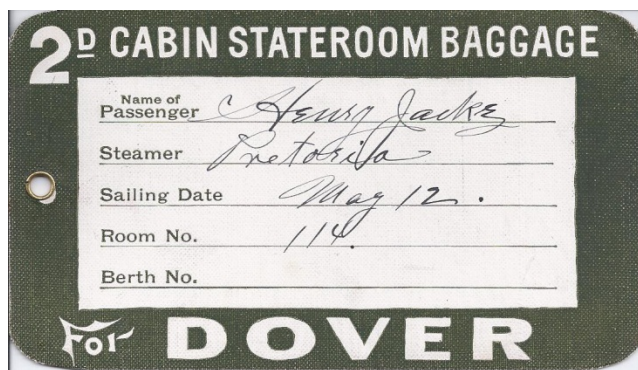 2D CABIN STATEROOM BAGGAGE
Name of
Passenger Henry Jacke
Steamer Pretoria
Sailing Date May 12.
Room No. 114.
Berth No.
For DOVER